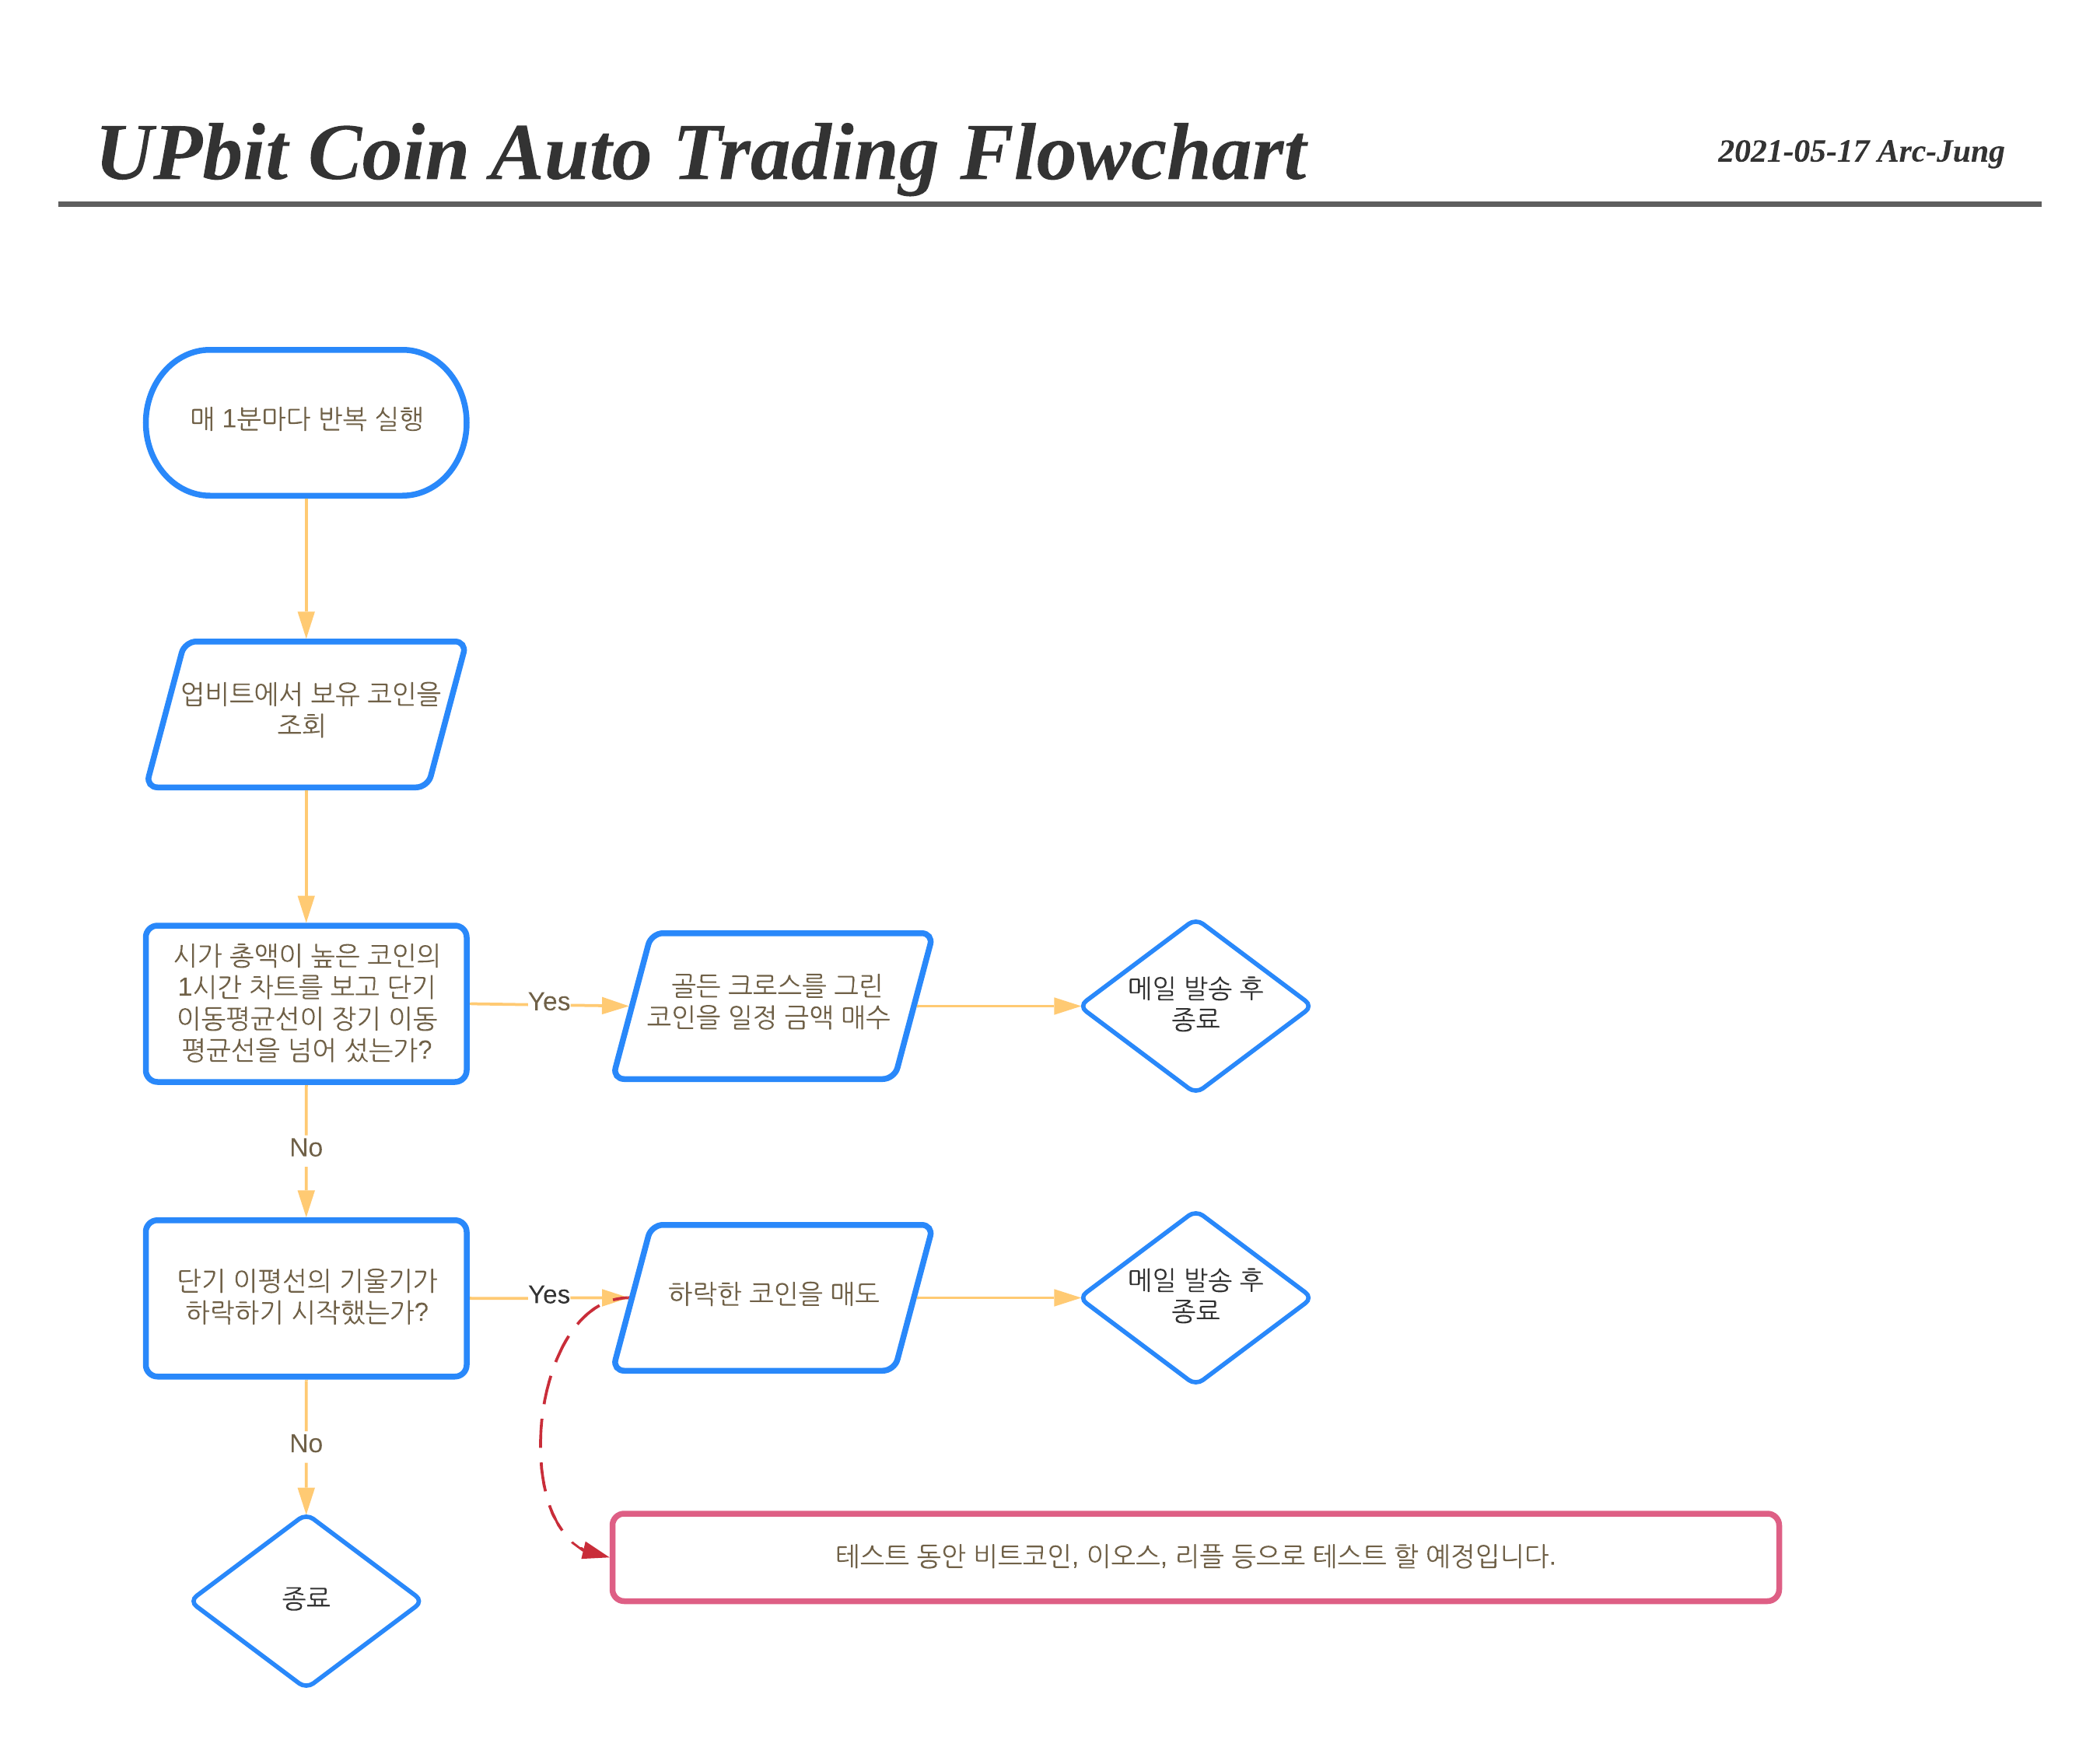 UPbit Coin Auto Trading Flowchart
2021-05-17 Arc-Jung
매 1분마다 반복 실행
업비트에서 보유 코인을
조회
시가 총액이 높은 코인의
1시간 차트를 보고 단기
이동평균선이 장기 이동
평균선을 넘어 섰는가?
Yes
골든 크로스를 그린
코인을 일정 금액 매수
메일 발송 후
종료
No
단기 이평선의 기울기가
하락하기 시작했는가?
Yes
하락한 코인을 매도
메일 발송 후
종료
No
테스트 동안 비트코인, 이오스, 리플 등으로 테스트 할 예정입니다.
종료